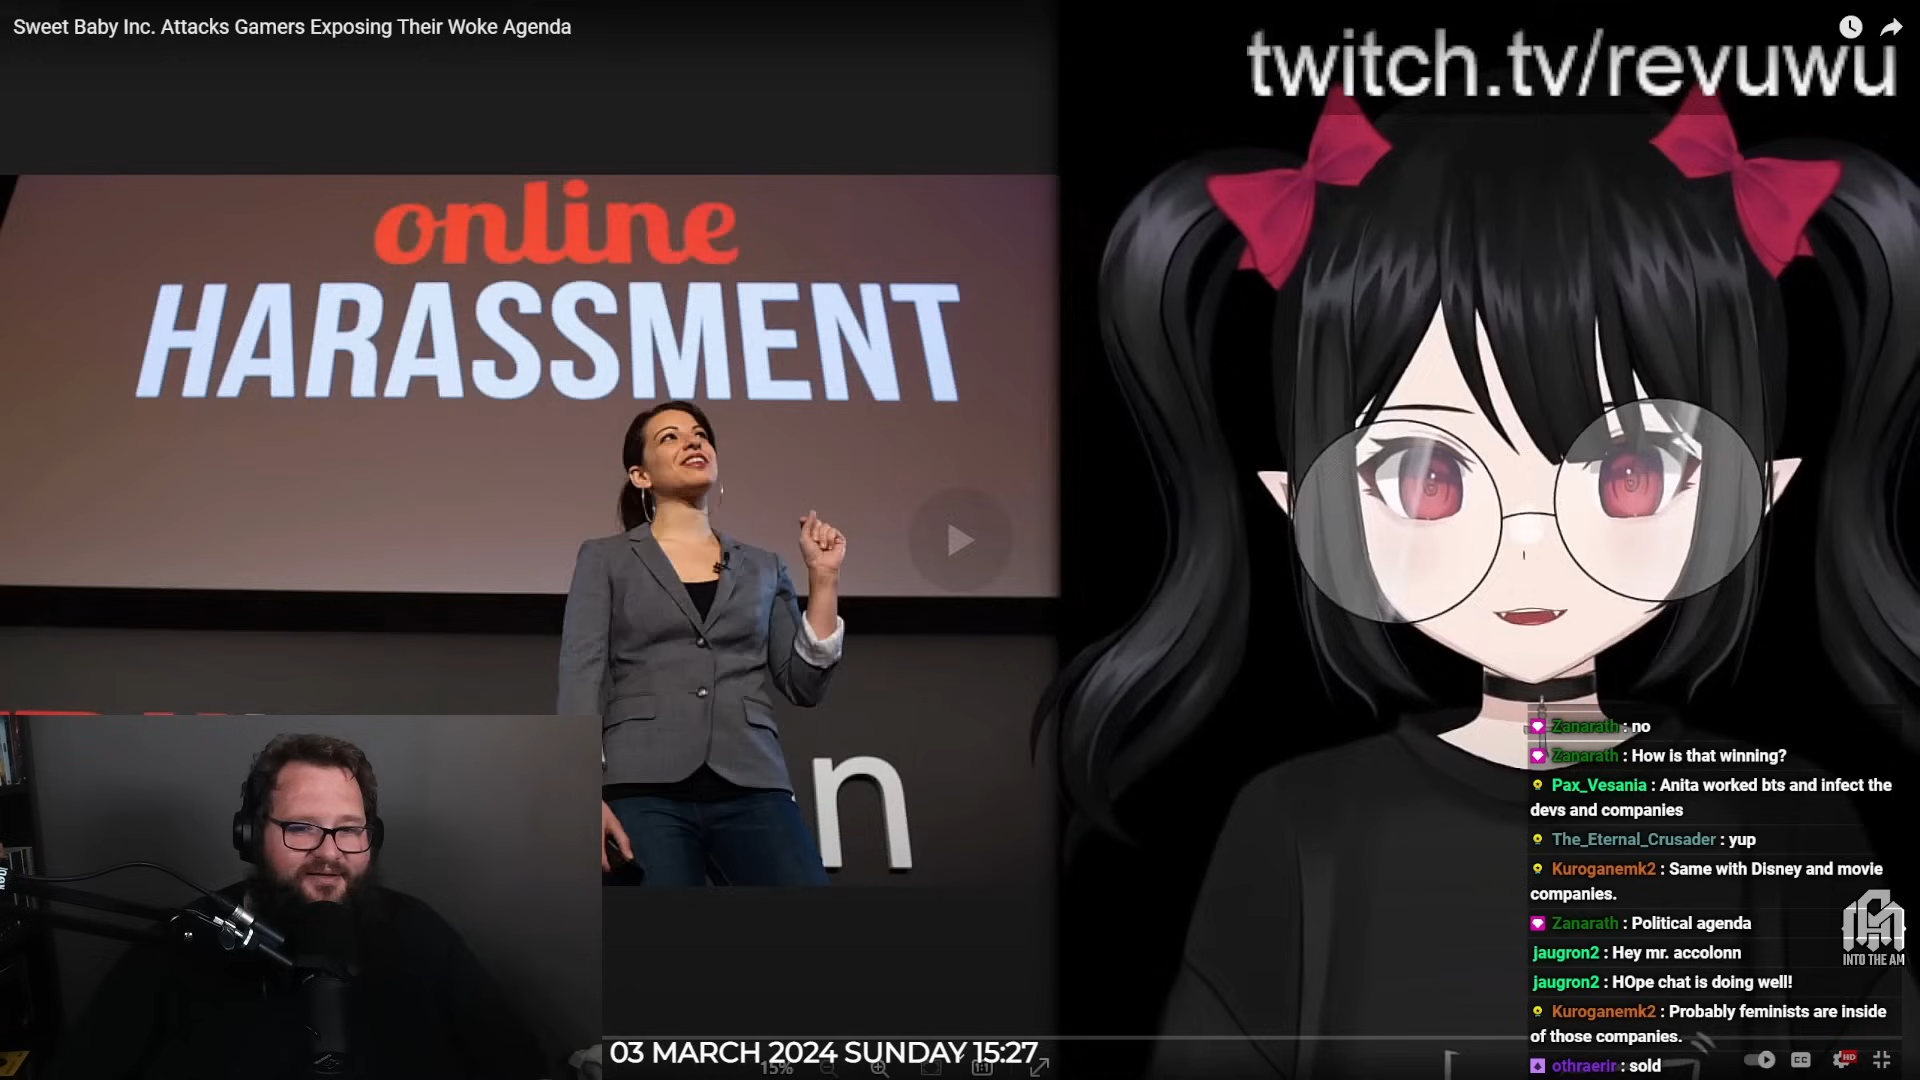 Sweet Baby Inc. Attacks Gamers Exposing Their Woke Agenda
twitch.tv/revuwu
online
HARASSMENT
n
Zanarath : no
Zanarath : How is that winning?
Pax_Vesania : Anita worked bts and infect the
devs and companies
The_Eternal_Crusader : yup
Kuroganemk2 : Same with Disney and movie
companies.
Zanarath : Political agenda
jaugron2 : Hey mr. accolonn
jaugron2 : HOpe chat is doing well!
Kuroganemk2 : Probably feminists are inside
of those companies.
othraerir : sold
INTO THE AM
03 MARCH 2024 SUNDAY 15:27
15%
CC
HD